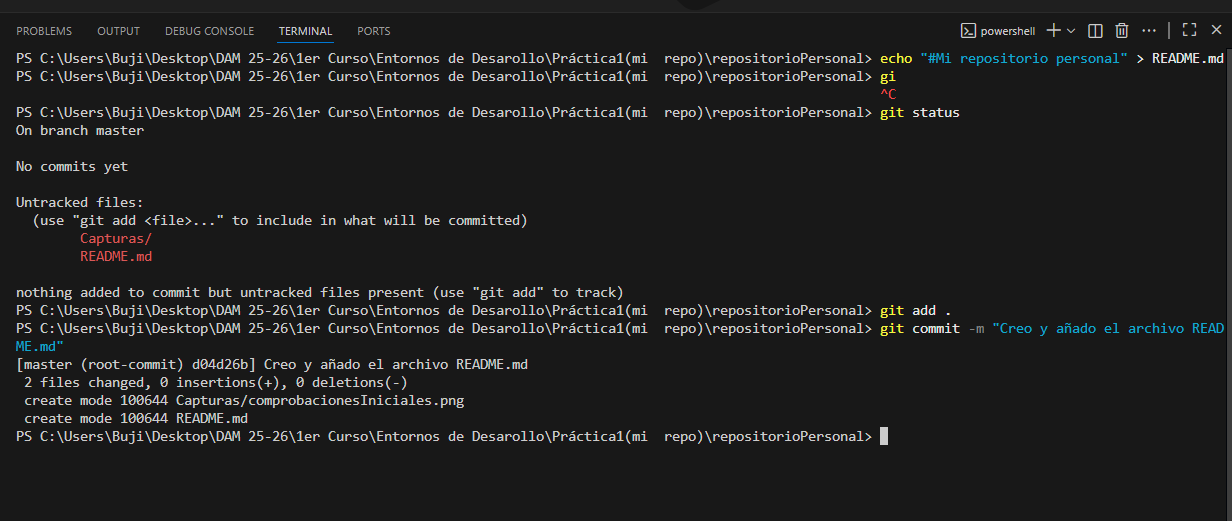 PROBLEMS OUTPUT DEBUG CONSOLE TERMINAL PORTS powershell
PS C:\Users\Buji\Desktop\DAM 25-26\1er Curso\Entornos de Desarollo\Práctica1(mi  repo)\repositorioPersonal> echo "#Mi repositorio personal" > README.md
PS C:\Users\Buji\Desktop\DAM 25-26\1er Curso\Entornos de Desarollo\Práctica1(mi  repo)\repositorioPersonal> gi
^C
PS C:\Users\Buji\Desktop\DAM 25-26\1er Curso\Entornos de Desarollo\Práctica1(mi  repo)\repositorioPersonal> git status
On branch master
No commits yet
Untracked files:
  (use "git add <file>..." to include in what will be committed)
        Capturas/
        README.md
nothing added to commit but untracked files present (use "git add" to track)
PS C:\Users\Buji\Desktop\DAM 25-26\1er Curso\Entornos de Desarollo\Práctica1(mi  repo)\repositorioPersonal> git add .
PS C:\Users\Buji\Desktop\DAM 25-26\1er Curso\Entornos de Desarollo\Práctica1(mi  repo)\repositorioPersonal> git commit -m "Creo y añado el archivo READ
ME.md"
[master (root-commit) d04d26b] Creo y añado el archivo README.md
 2 files changed, 0 insertions(+), 0 deletions(-)
 create mode 100644 Capturas/comprobacionesIniciales.png
 create mode 100644 README.md
PS C:\Users\Buji\Desktop\DAM 25-26\1er Curso\Entornos de Desarollo\Práctica1(mi  repo)\repositorioPersonal>